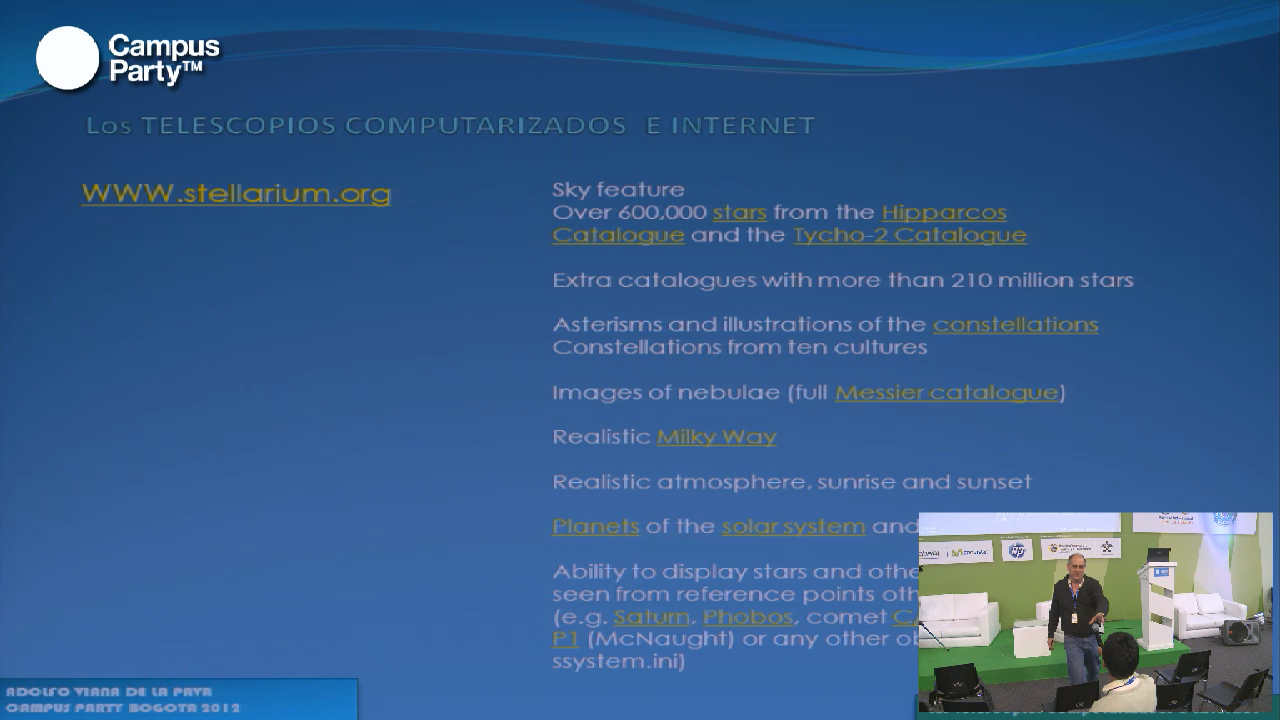 Campus
Party™
Los TELESCOPIOS COMPUTARIZADOS E INTERNET
WWW.stellarium.org
Sky feature
Over 600,000 stars from the Hipparcos
Catalogue and the Tycho-2 Catalogue
Extra catalogues with more than 210 million stars
Asterisms and illustrations of the constellations
Constellations from ten cultures
Images of nebulae (full Messier catalogue)
Realistic Milky Way
Realistic atmosphere, sunrise and sunset
Planets of the solar system and
Ability to display stars and othe
seen from reference points oth
(e.g. Saturn, Phobos, comet C/
P1 (McNaught) or any other ob
ssystem.ini)
movistar
hp
ADOLFO VIANA DE LA PAVA
CAMPUS PARTY BOGOTA 2012